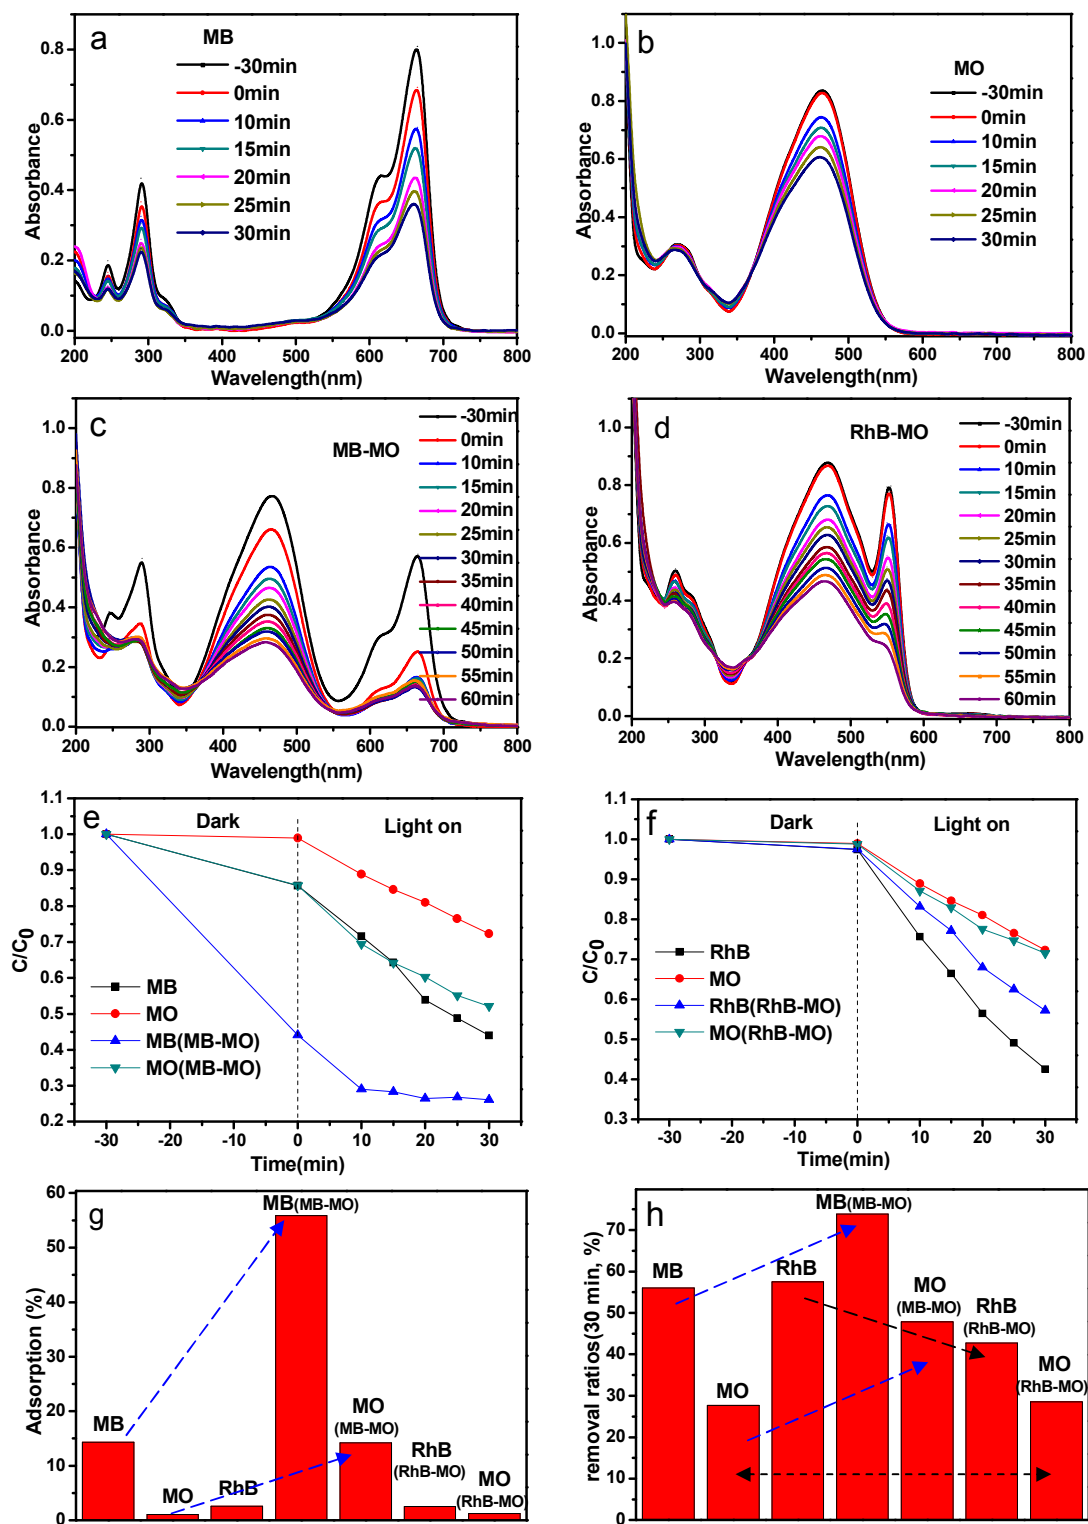 a
MB
-30min
0min
10min
15min
20min
25min
30min
0.8
0.6
0.4
0.2
0.0
Absorbance
200 300 400 500 600 700 800
Wavelength(nm)
b
MO
-30min
0min
10min
15min
20min
25min
30min
1.0
0.8
0.6
0.4
0.2
0.0
Absorbance
200 300 400 500 600 700 800
Wavelength(nm)
c
MB-MO
-30min
0min
10min
15min
20min
25min
30min
35min
40min
45min
50min
55min
60min
1.0
0.8
0.6
0.4
0.2
0.0
Absorbance
200 300 400 500 600 700 800
Wavelength(nm)
d
RhB-MO
-30min
0min
10min
15min
20min
25min
30min
35min
40min
45min
50min
55min
60min
1.0
0.8
0.6
0.4
0.2
0.0
Absorbance
200 300 400 500 600 700 800
Wavelength(nm)
e
Dark Light on
1.1
1.0
0.9
0.8
0.7
0.6
0.5
0.4
0.3
0.2
C/C0
MB
MO
MB(MB-MO)
MO(MB-MO)
-30 -20 -10 0 10 20 30
Time(min)
f
Dark Light on
1.1
1.0
0.9
0.8
0.7
0.6
0.5
0.4
0.3
C/C0
RhB
MO
RhB(RhB-MO)
MO(RhB-MO)
-30 -20 -10 0 10 20 30
Time(min)
g
60
50
40
30
20
10
0
Adsorption (%)
MB
MO
RhB
MB(MB-MO)
MO
(MB-MO)
RhB
(RhB-MO)
MO
(RhB-MO)
h
70
60
50
40
30
20
10
0
removal ratios(30 min, %)
MB
MO
RhB
MB(MB-MO)
MO
(MB-MO)
RhB
(RhB-MO)
MO
(RhB-MO)